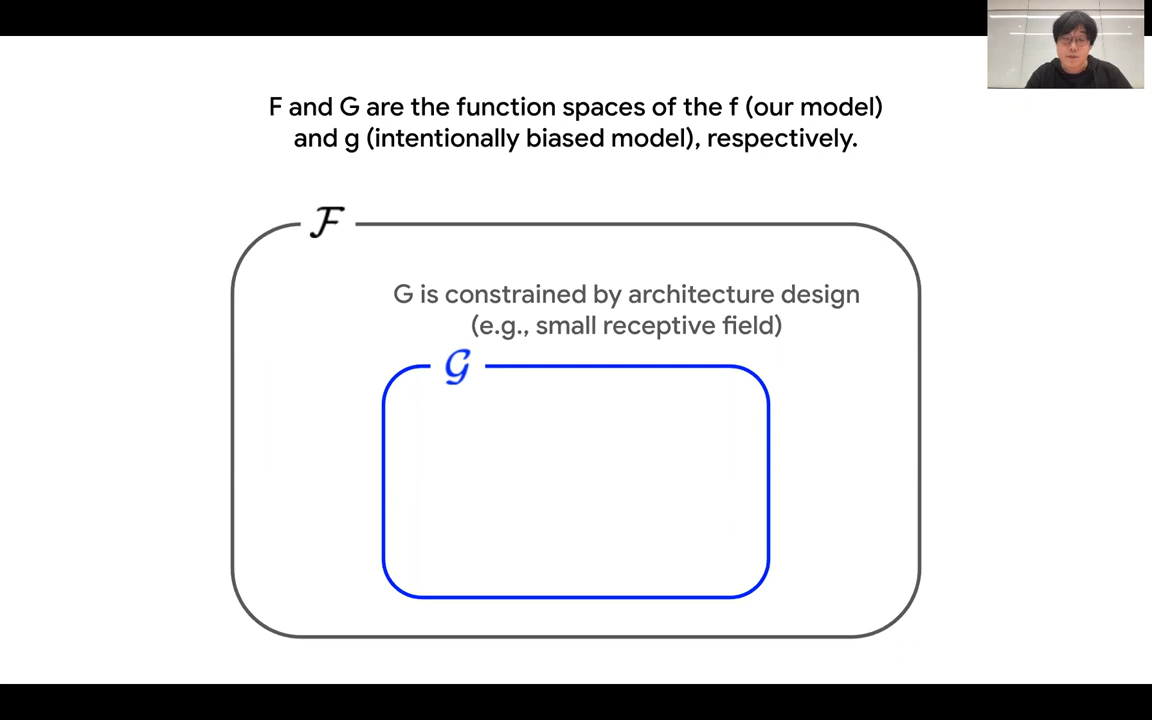 F and G are the function spaces of the f (our model)
and g (intentionally biased model), respectively.
ℱ
G is constrained by architecture design
(e.g., small receptive field)
𝒢